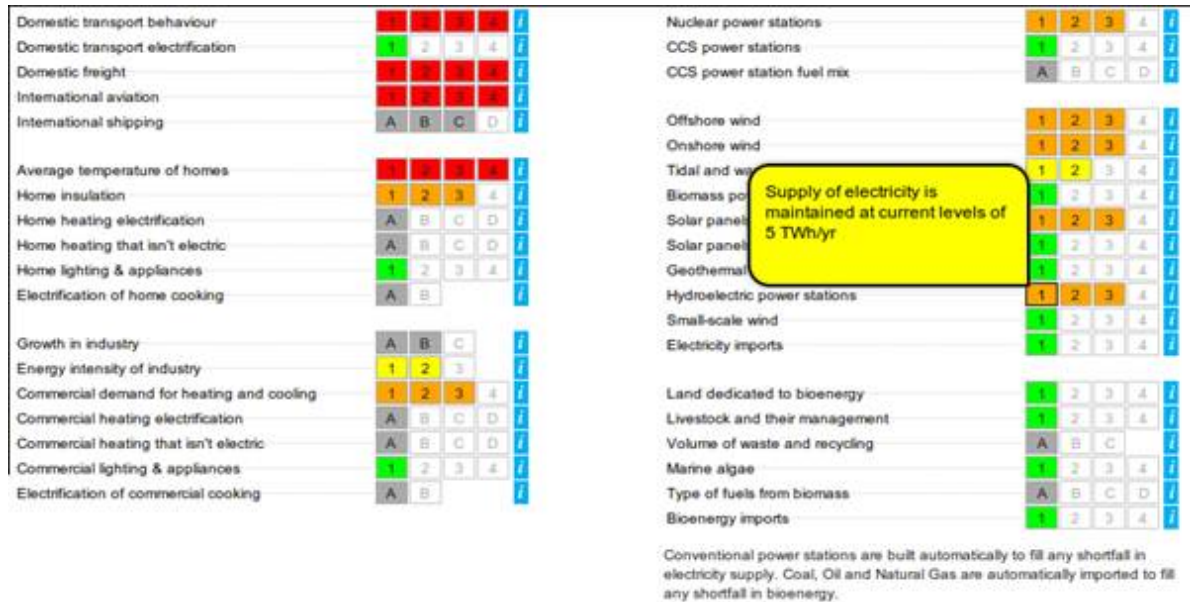 Domestic transport behaviour 1 2 3 4 i
Domestic transport electrification 1 2 3 4 i
Domestic freight 1 2 3 4 i
International aviation 1 2 3 4 i
International shipping A B C D i
Average temperature of homes 1 2 3 4 i
Home insulation 1 2 3 4 i
Home heating electrification A B C D i
Home heating that isn't electric A B C D i
Home lighting & appliances 1 2 3 4 i
Electrification of home cooking A B i
Growth in industry A B C i
Energy intensity of industry 1 2 3 i
Commercial demand for heating and cooling 1 2 3 4 i
Commercial heating electrification A B C D i
Commercial heating that isn't electric A B C D i
Commercial lighting & appliances 1 2 3 4 i
Electrification of commercial cooking A B i
Nuclear power stations 1 2 3 4 i
CCS power stations 1 2 3 4 i
CCS power station fuel mix A B C D i
Offshore wind 1 2 3 4 i
Onshore wind 1 2 3 4 i
Tidal and wa 1 2 3 4 i
Biomass po 1 2 3 4 i
Solar panel 1 2 3 4 i
Solar panel 1 2 3 4 i
Geothermal 1 2 3 4 i
Supply of electricity is
maintained at current levels of
5 TWh/yr
Hydroelectric power stations 1 2 3 4 i
Small-scale wind 1 2 3 4 i
Electricity imports 1 2 3 4 i
Land dedicated to bioenergy 1 2 3 4 i
Livestock and their management 1 2 3 4 i
Volume of waste and recycling A B C i
Marine algae 1 2 3 4 i
Type of fuels from biomass A B C D i
Bioenergy imports 1 2 3 4 i
Conventional power stations are built automatically to fill any shortfall in
electricity supply. Coal, Oil and Natural Gas are automatically imported to fill
any shortfall in bioenergy.